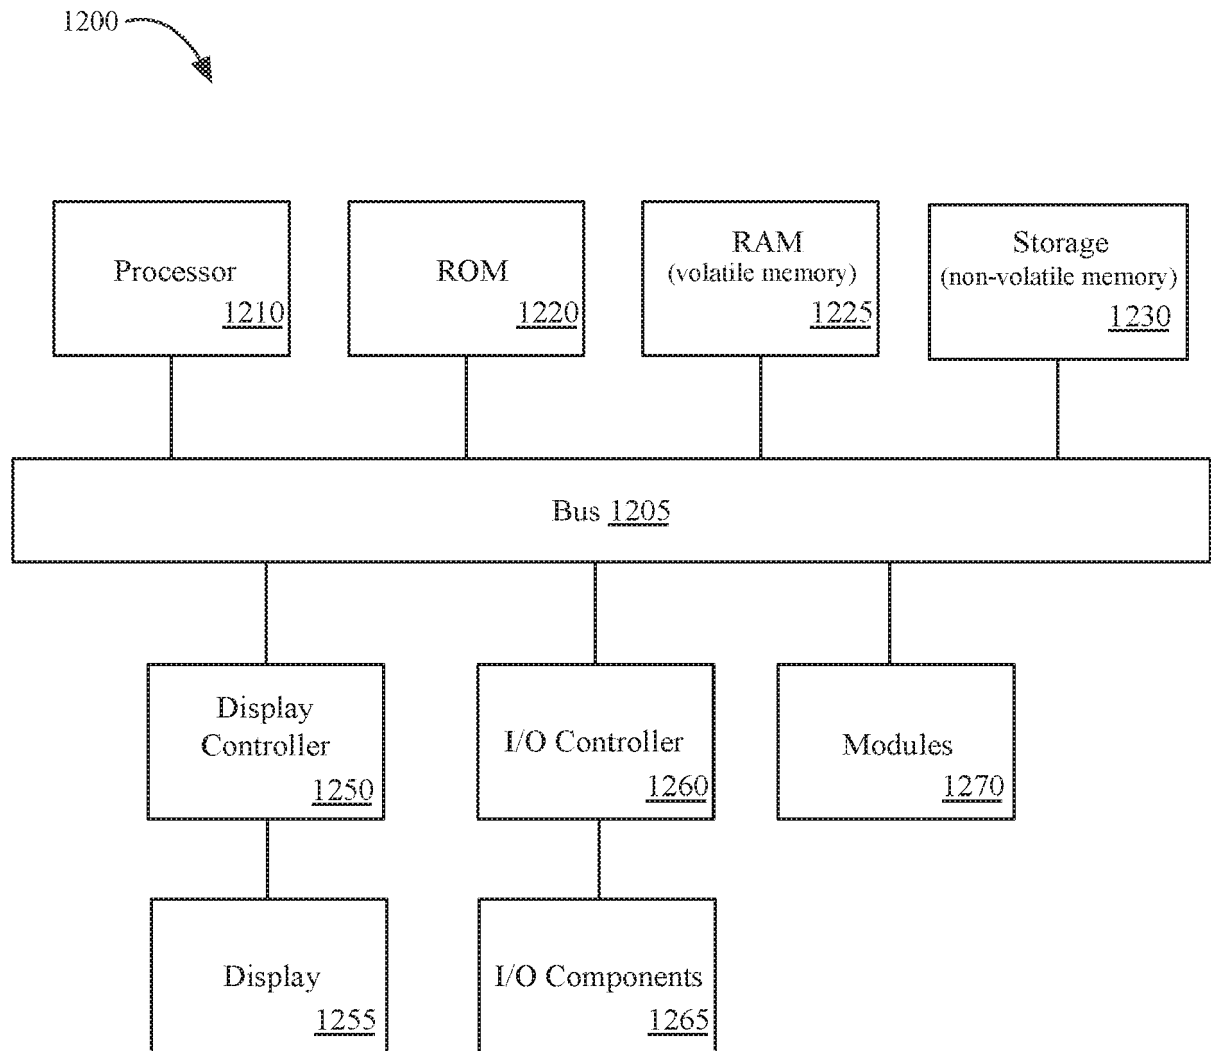 1200
Processor
1210
ROM
1220
RAM
(volatile memory)
1225
Storage
(non-volatile memory)
1230
Bus 1205
Display
Controller
1250
I/O Controller
1260
Modules
1270
Display
1255
I/O Components
1265